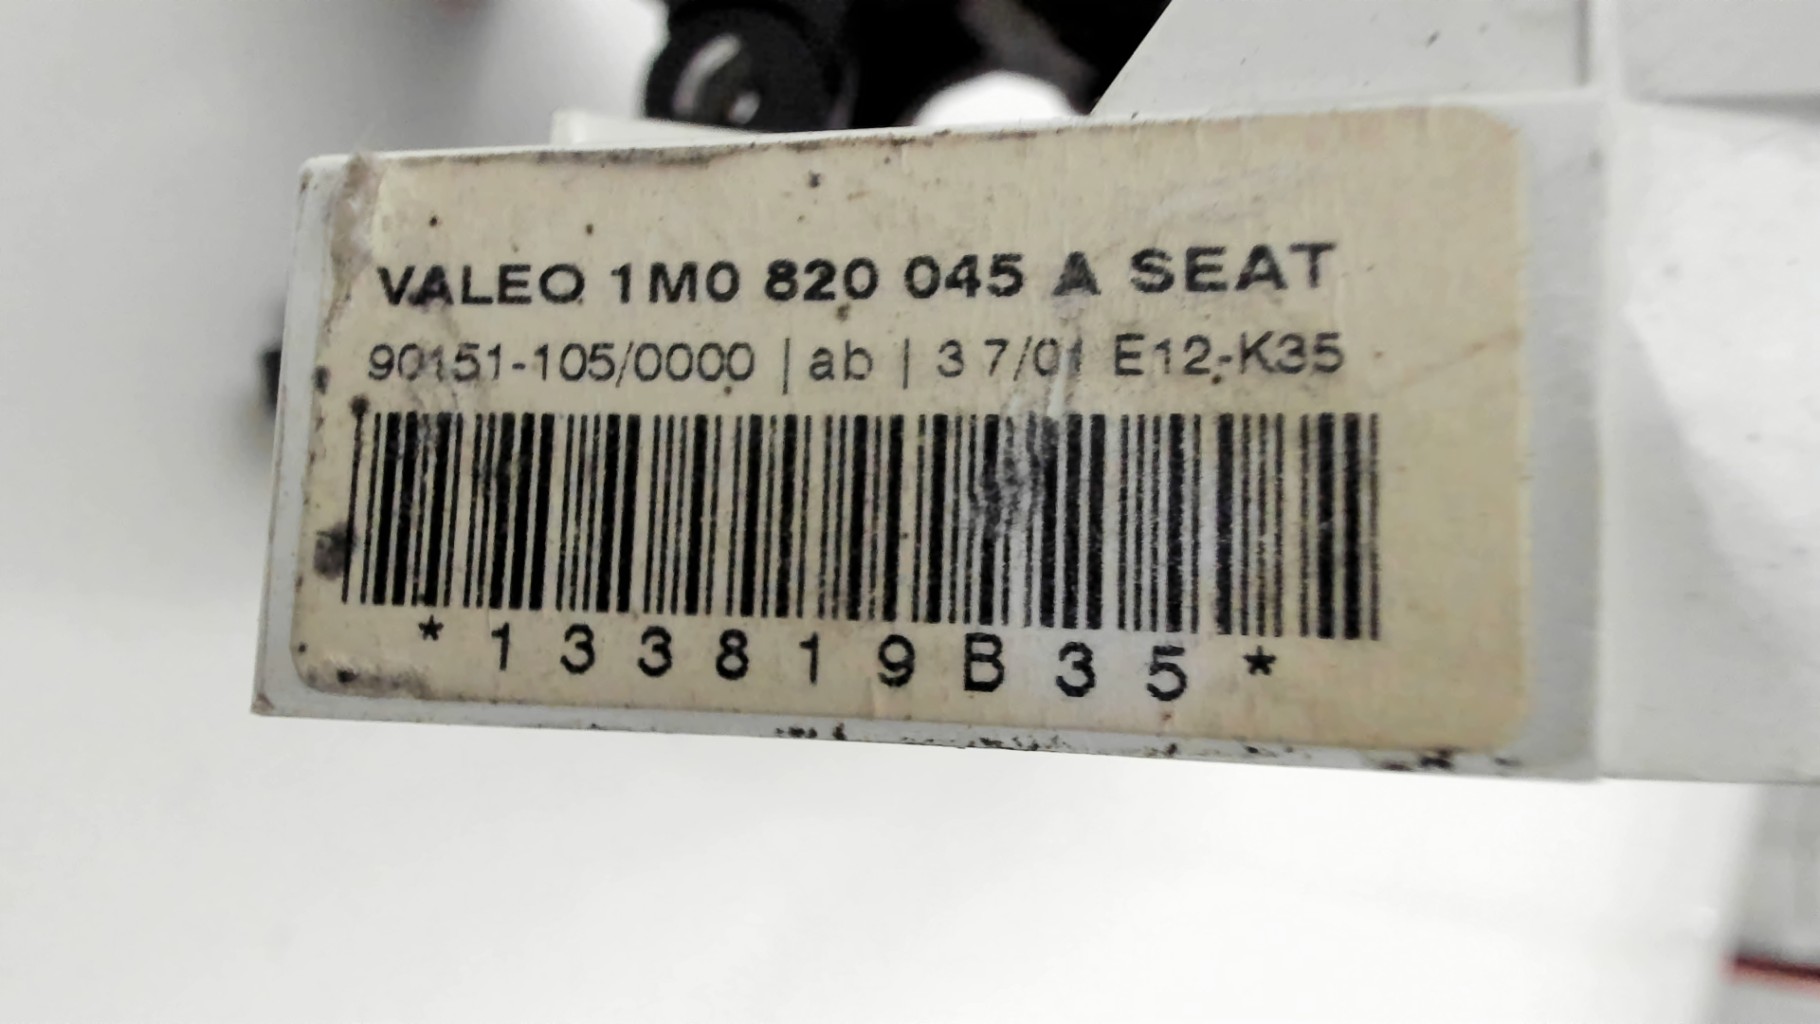 VALEO 1M0 820 045 A SEAT
90151-105/0000 | ab | 3 7/01 E12-K35
*133819B35*